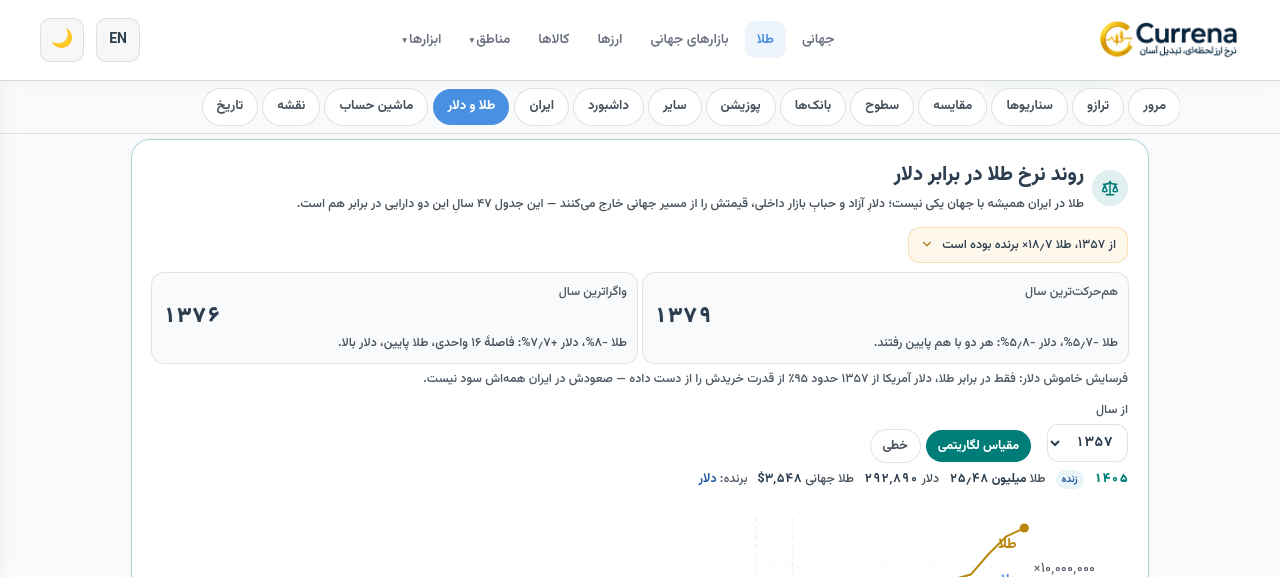 Currena
نرخ ارز لحظه‌ای، تبدیل آسان
جهانی
طلا
بازارهای جهانی
ارزها
کالاها
مناطق ▾
ابزارها ▾
EN
مرور
ترازو
سناریوها
مقایسه
سطوح
بانک‌ها
پوزیشن
سایر
داشبورد
ایران
طلا و دلار
ماشین حساب
نقشه
تاریخ
روند نرخ طلا در برابر دلار
طلا در ایران همیشه با جهان یکی نیست؛ دلارِ آزاد و حبابِ بازار داخلی، قیمتش را از مسیر جهانی خارج می‌کنند — این جدول ۴۷ سالِ این دو دارایی در برابر هم است.
از ۱۳۵۷، طلا ۱۸٫۷× برنده بوده است
هم‌حرکت‌ترین سال
۱۳۷۹
طلا -۵٫۷%، دلار -۵٫۸%: هر دو با هم پایین رفتند.
واگراترین سال
۱۳۷۶
طلا -۸%، دلار +۷٫۷%: فاصلهٔ ۱۶ واحدی، طلا پایین، دلار بالا.
فرسایش خاموش دلار: فقط در برابر طلا، دلار آمریکا از ۱۳۵۷ حدود ۹۵٪ از قدرت خریدش را از دست داده — صعودش در ایران همه‌اش سود نیست.
از سال
۱۳۵۷
مقیاس لگاریتمی
خطی
۱۴۰۵ زنده طلا ۲۵٫۴۸ میلیون دلار ۲۹۲,۸۹۰ طلا جهانی $۳,۵۴۸ برنده: دلار
طلا
×۱۰,۰۰۰,۰۰۰